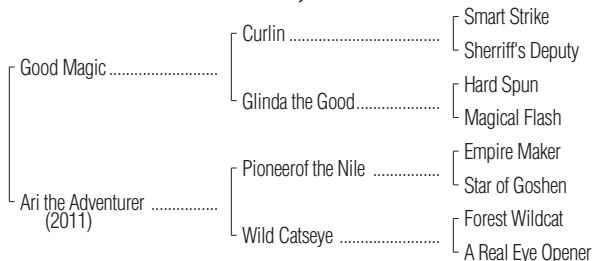 Smart Strike
Curlin ....................................
Sherriff's Deputy
Good Magic .........................
Hard Spun
Glinda the Good....................
Magical Flash
Empire Maker
Pioneerof the Nile ................
Star of Goshen
Ari the Adventurer ...............
(2011)
Forest Wildcat
Wild Catseye ........................
A Real Eye Opener